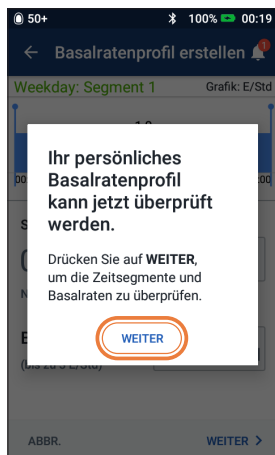 50+ 100% 00:19
Basalratenprofil erstellen
Weekday: Segment 1 Grafik: E/Std
Ihr persönliches
Basalratenprofil
kann jetzt überprüft
werden.
Drücken Sie auf WEITER,
um die Zeitsegmente und
Basalraten zu überprüfen.
WEITER
ABBR. WEITER >